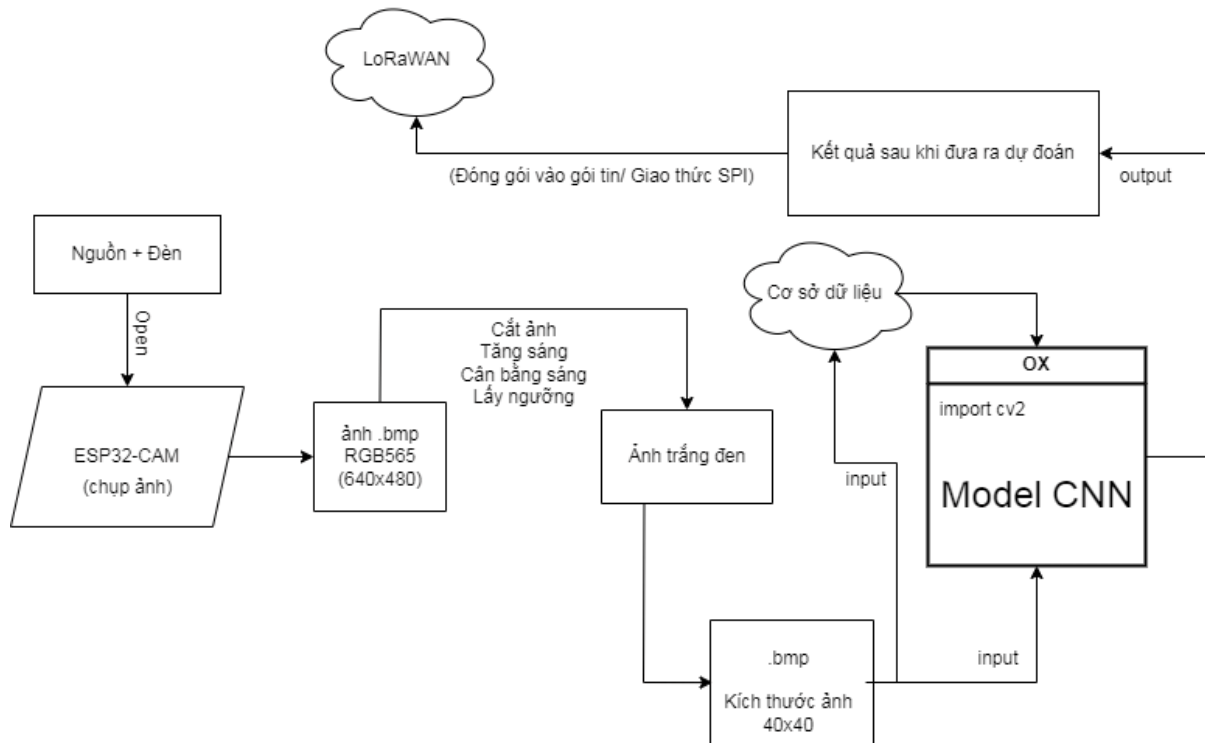 LoRaWAN
Kết quả sau khi đưa ra dự đoán
(Đóng gói vào gói tin/ Giao thức SPI)
output
Nguồn + Đèn
Open
Cơ sở dữ liệu
Cắt ảnh
Tăng sáng
Cân bằng sáng
Lấy ngưỡng
OX
import cv2
Model CNN
ESP32-CAM
(chụp ảnh)
ảnh .bmp
RGB565
(640x480)
Ảnh trắng đen
input
.bmp
Kích thước ảnh
40x40
input